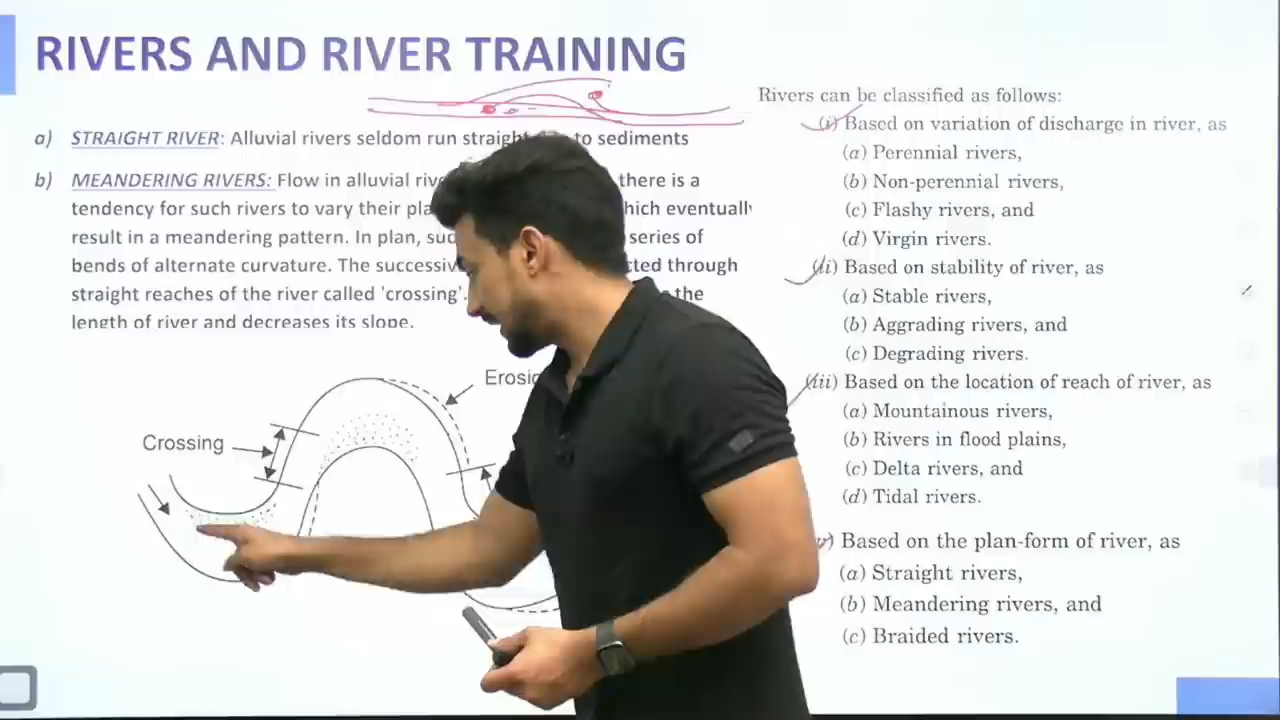 RIVERS AND RIVER TRAINING
a) STRAIGHT RIVER: Alluvial rivers seldom run straight to sediments
b) MEANDERING RIVERS: Flow in alluvial there is a
tendency for such rivers to vary their eventually
result in a meandering pattern. In plan, series of
bends of alternate curvature. The through
straight reaches of the river called 'crossing'. the
length of river and decreases its slope.
Crossing
Rivers can be classified as follows:
(i) Based on variation of discharge in river, as
(a) Perennial rivers,
(b) Non-perennial rivers,
(c) Flashy rivers, and
(d) Virgin rivers.
(ii) Based on stability of river, as
(a) Stable rivers,
(b) Aggrading rivers, and
(c) Degrading rivers.
(iii) Based on the location of reach of river, as
(a) Mountainous rivers,
(b) Rivers in flood plains,
(c) Delta rivers, and
(d) Tidal rivers.
Based on the plan-form of river, as
(a) Straight rivers,
(b) Meandering rivers, and
(c) Braided rivers.